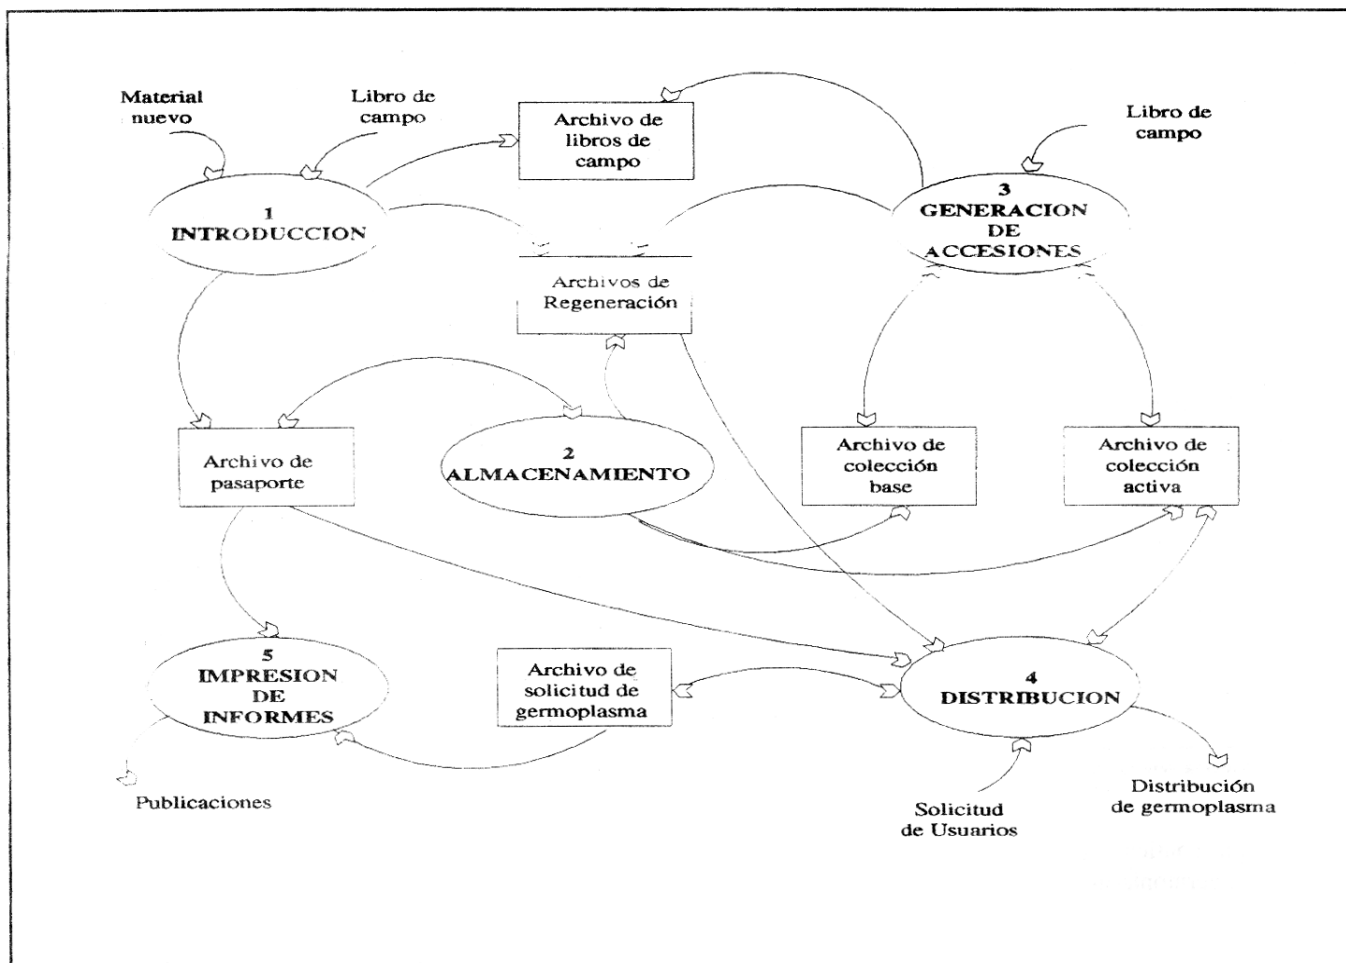 Material
nuevo
Libro de
campo
Archivo de
libros de
campo
Libro de
campo
1
INTRODUCCION
3
GENERACION
DE
ACCESIONES
Archivos de
Regeneración
Archivo de
pasaporte
2
ALMACENAMIENTO
Archivo de
colección
base
Archivo de
colección
activa
5
IMPRESION
DE
INFORMES
Archivo de
solicitud de
germoplasma
4
DISTRIBUCION
Publicaciones
Solicitud
de Usuarios
Distribución
de germoplasma